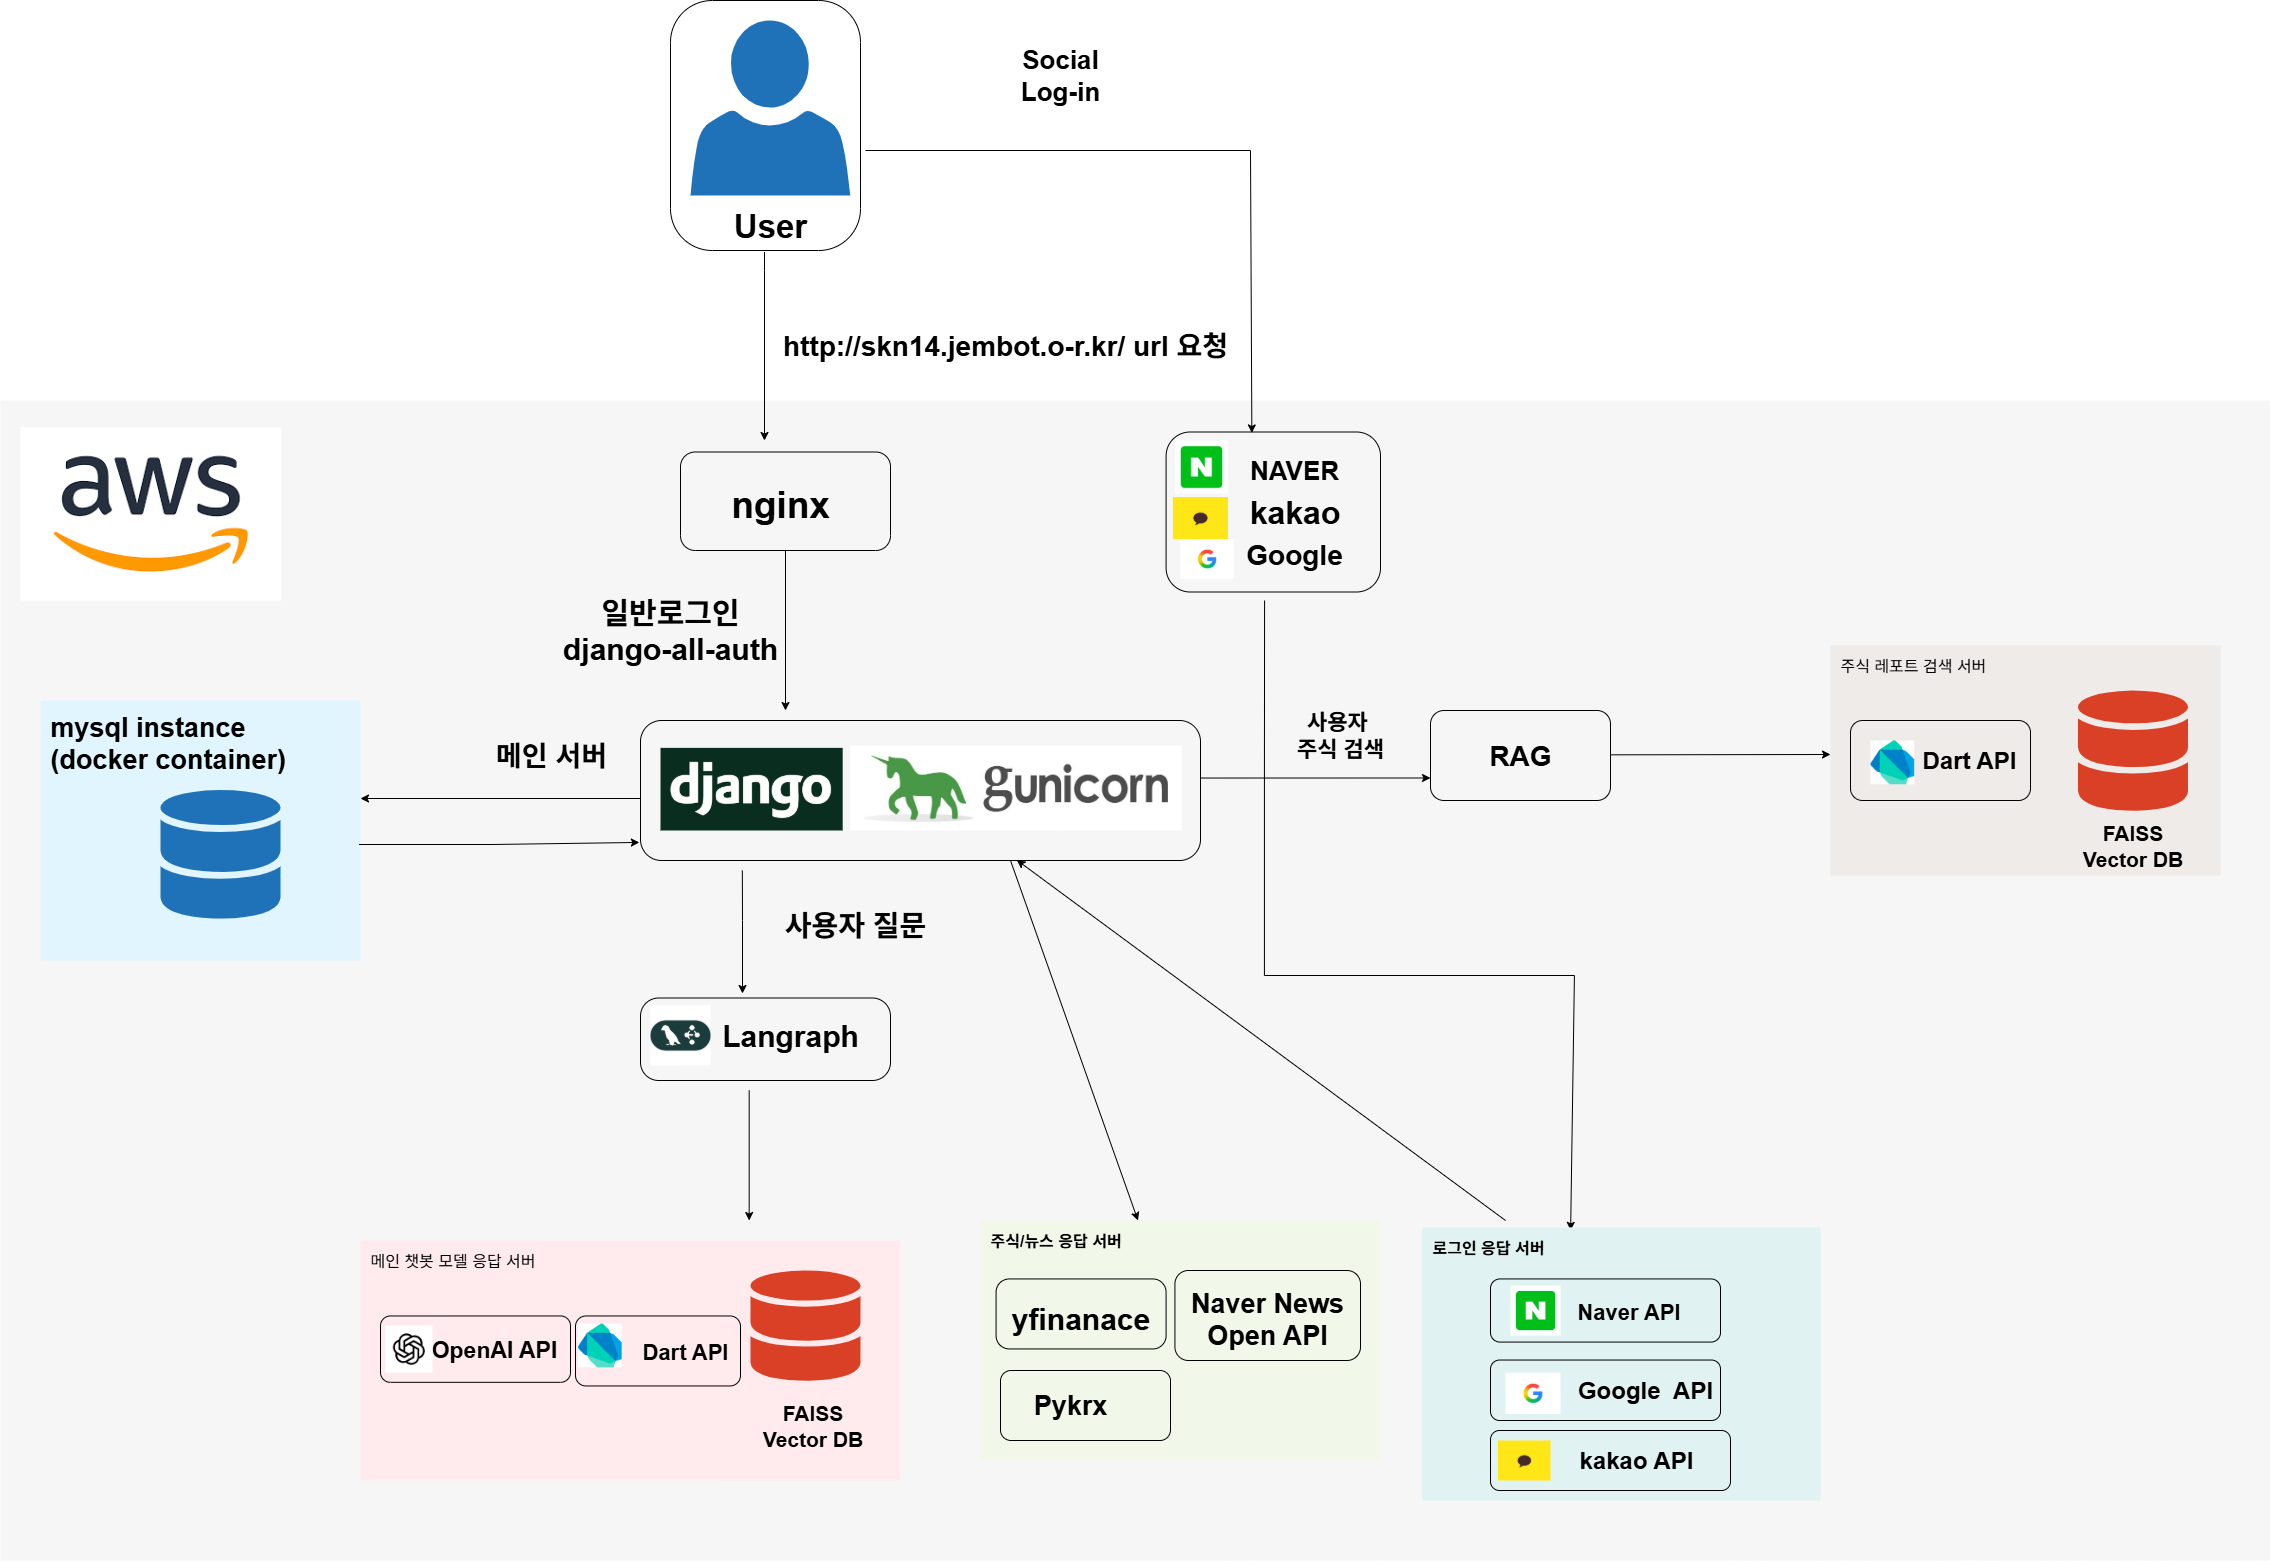 Social
Log-in
User
http://skn14.jembot.o-r.kr/ url 요청
aws
nginx
NAVER
kakao
Google
일반로그인
django-all-auth
주식 레포트 검색 서버
Dart API
FAISS
Vector DB
mysql instance
(docker container)
메인 서버
django
gunicorn
사용자
주식 검색
RAG
사용자 질문
Langraph
메인 챗봇 모델 응답 서버
OpenAI API
Dart API
FAISS
Vector DB
주식/뉴스 응답 서버
yfinanace
Naver News
Open API
Pykrx
로그인 응답 서버
Naver API
Google  API
kakao API